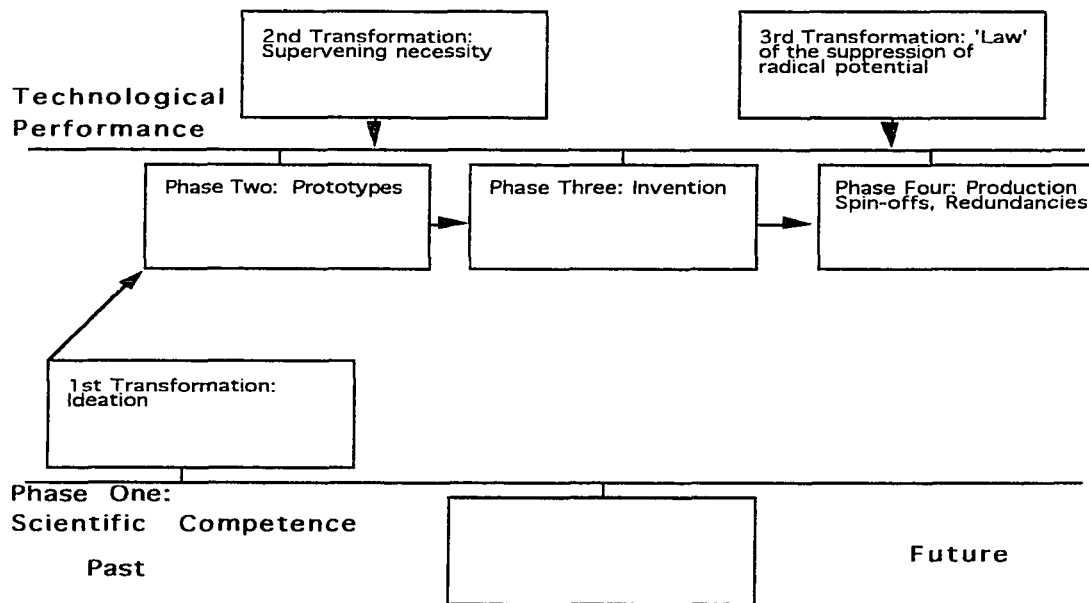 2nd Transformation:
Supervening necessity
3rd Transformation: 'Law'
of the suppression of
radical potential
Technological
Performance
Phase Two: Prototypes
Phase Three: Invention
Phase Four: Production
Spin-offs, Redundancies
1st Transformation:
Ideation
Phase One:
Scientific Competence
Past
Future